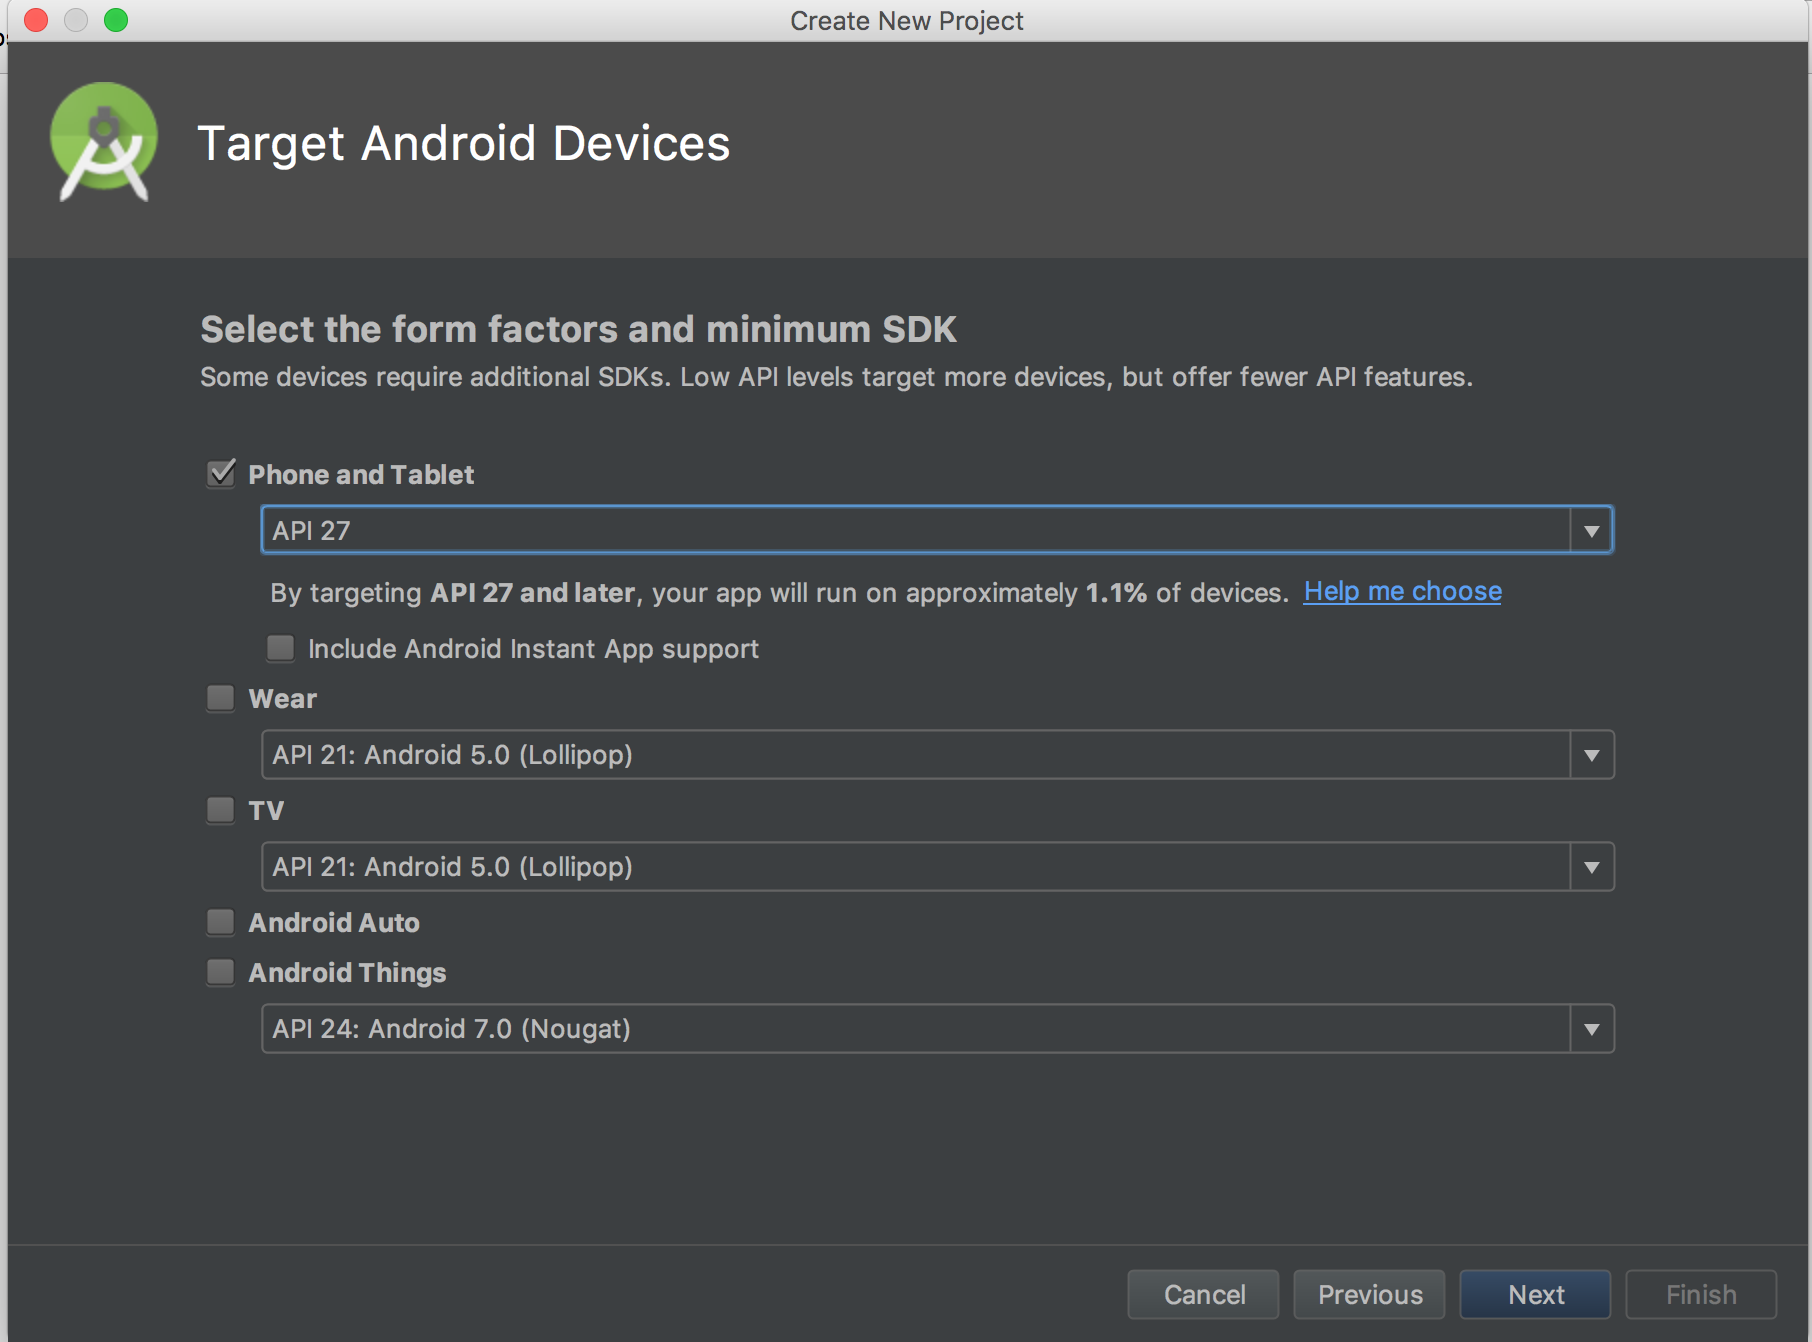 Create New Project
Target Android Devices
Select the form factors and minimum SDK
Some devices require additional SDKs. Low API levels target more devices, but offer fewer API features.
Phone and Tablet
API 27
By targeting API 27 and later, your app will run on approximately 1.1% of devices. Help me choose
Include Android Instant App support
Wear
API 21: Android 5.0 (Lollipop)
TV
API 21: Android 5.0 (Lollipop)
Android Auto
Android Things
API 24: Android 7.0 (Nougat)
Cancel Previous Next Finish